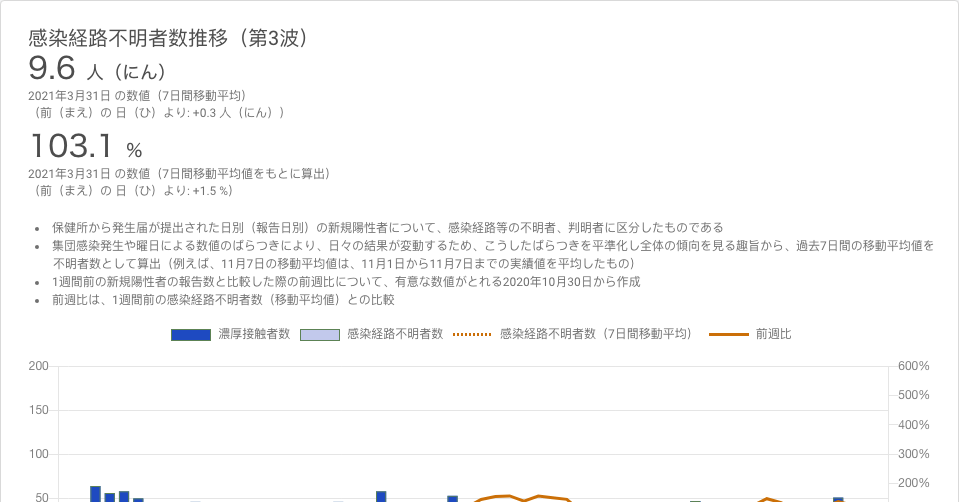 感染経路不明者数推移（第3波）
9.6 人（にん）
2021年3月31日 の数値（7日間移動平均）
（前（まえ）の 日（ひ）より: +0.3 人（にん））
103.1 %
2021年3月31日 の数値（7日間移動平均値をもとに算出）
（前（まえ）の 日（ひ）より: +1.5 %）
• 保健所から発生届が提出された日別（報告日別）の新規陽性者について、感染経路等の不明者、判明者に区分したものである
• 集団感染発生や曜日による数値のばらつきにより、日々の結果が変動するため、こうしたばらつきを平準化し全体の傾向を見る趣旨から、過去7日間の移動平均値を
不明者数として算出（例えば、11月7日の移動平均値は、11月1日から11月7日までの実績値を平均したもの）
• 1週間前の新規陽性者の報告数と比較した際の前週比について、有意な数値がとれる2020年10月30日から作成
• 前週比は、1週間前の感染経路不明者数（移動平均値）との比較
濃厚接触者数 感染経路不明者数 感染経路不明者数（7日間移動平均） 前週比
200 600%
500%
150
400%
100 300%
200%
50